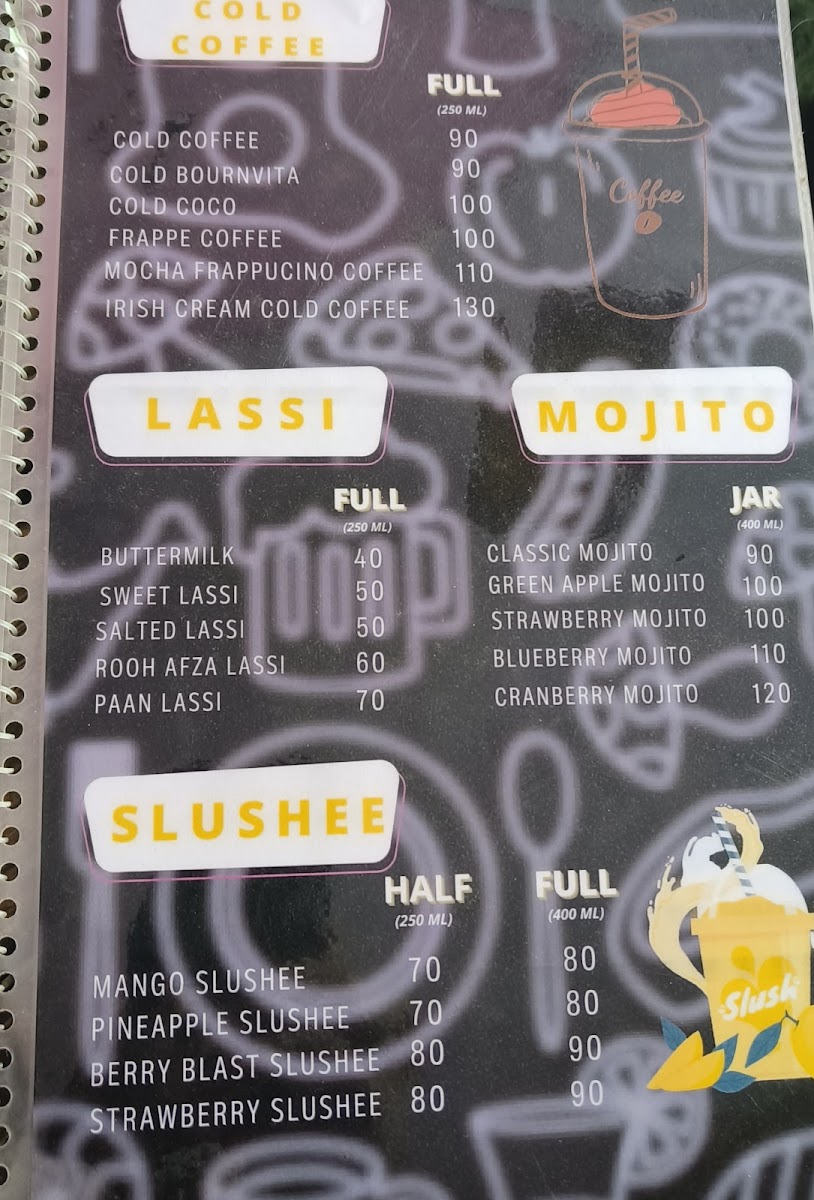 COLD
COFFEE
FULL
(250 ML)
COLD COFFEE 90
COLD BOURNVITA 90
COLD COCO 100
FRAPPE COFFEE 100
MOCHA FRAPPUCINO COFFEE 110
IRISH CREAM COLD COFFEE 130
Coffee
LASSI
FULL
(250 ML)
BUTTERMILK 40
SWEET LASSI 50
SALTED LASSI 50
ROOH AFZA LASSI 60
PAAN LASSI 70
MOJITO
JAR
(400 ML)
CLASSIC MOJITO 90
GREEN APPLE MOJITO 100
STRAWBERRY MOJITO 100
BLUEBERRY MOJITO 110
CRANBERRY MOJITO 120
SLUSHEE
HALF FULL
(250 ML) (400 ML)
MANGO SLUSHEE 70 80
PINEAPPLE SLUSHEE 70 80
BERRY BLAST SLUSHEE 80 90
STRAWBERRY SLUSHEE 80 90
Slush